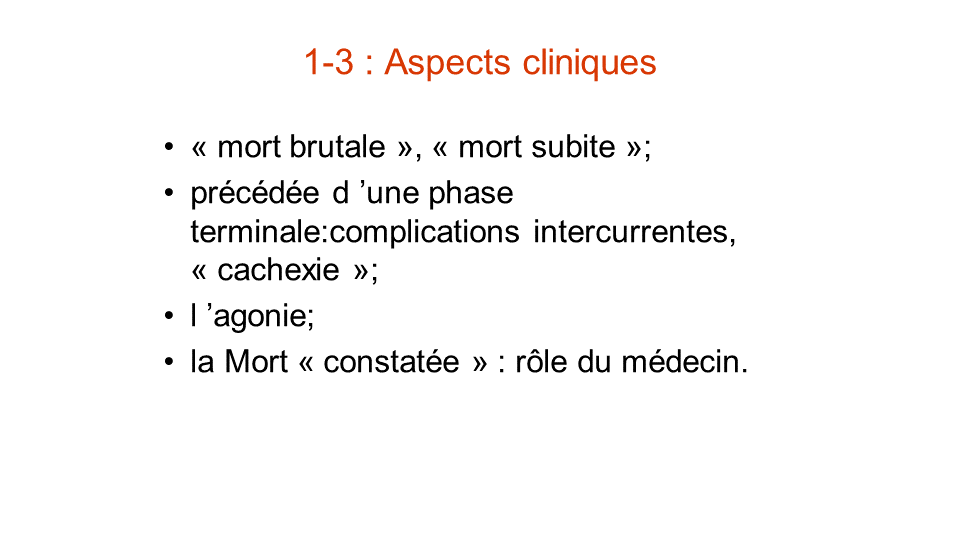 1-3 : Aspects cliniques
• « mort brutale », « mort subite »;
• précédée d ’une phase
terminale:complications intercurrentes,
« cachexie »;
• l ’agonie;
• la Mort « constatée » : rôle du médecin.